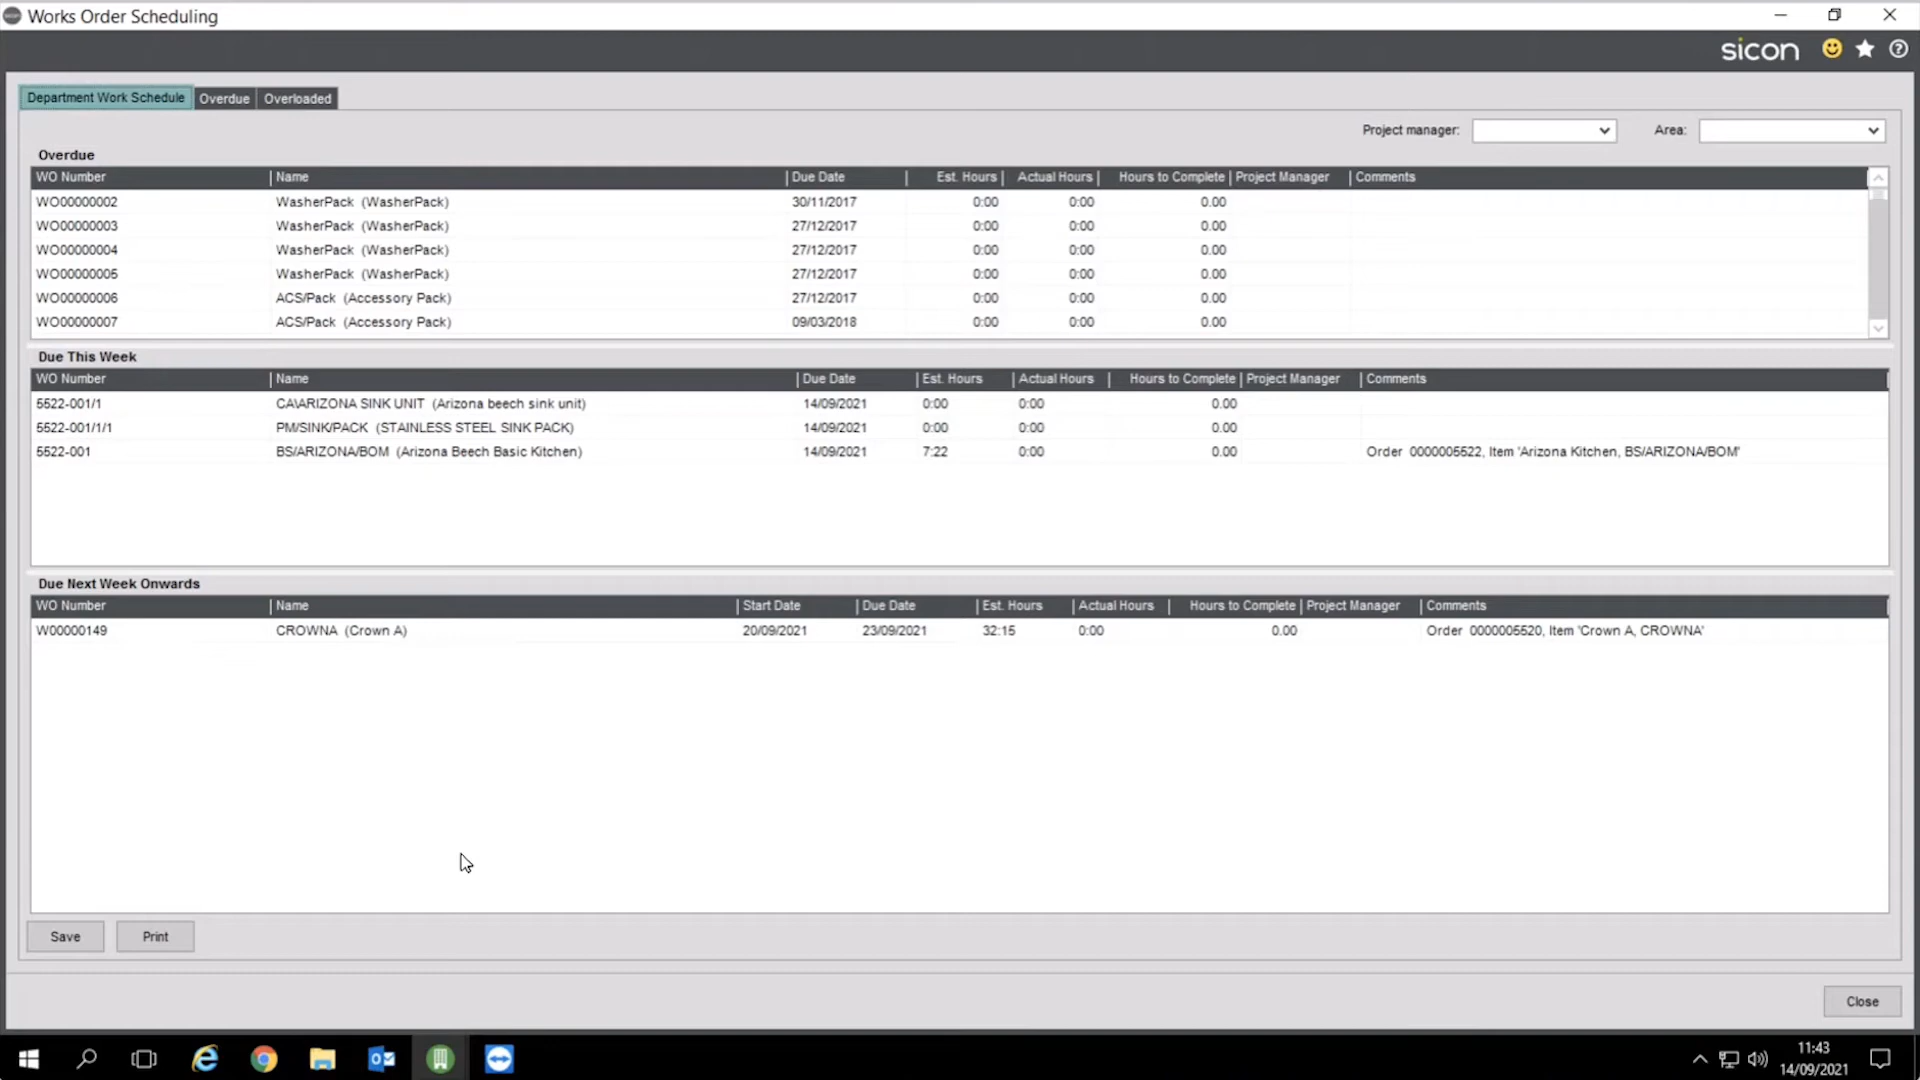 Works Order Scheduling
sicon
Department Work Schedule Overdue Overloaded
Project manager: Area:
Overdue
WO Number Name Due Date Est. Hours Actual Hours Hours to Complete Project Manager Comments
WO00000002 WasherPack (WasherPack) 30/11/2017 0:00 0:00 0.00
WO00000003 WasherPack (WasherPack) 27/12/2017 0:00 0:00 0.00
WO00000004 WasherPack (WasherPack) 27/12/2017 0:00 0:00 0.00
WO00000005 WasherPack (WasherPack) 27/12/2017 0:00 0:00 0.00
WO00000006 ACS/Pack (Accessory Pack) 27/12/2017 0:00 0:00 0.00
WO00000007 ACS/Pack (Accessory Pack) 09/03/2018 0:00 0:00 0.00
Due This Week
WO Number Name Due Date Est. Hours Actual Hours Hours to Complete Project Manager Comments
5522-001/1 CA\ARIZONA SINK UNIT (Arizona beech sink unit) 14/09/2021 0:00 0:00 0.00
5522-001/1/1 PM/SINK/PACK (STAINLESS STEEL SINK PACK) 14/09/2021 0:00 0:00 0.00
5522-001 BS/ARIZONA/BOM (Arizona Beech Basic Kitchen) 14/09/2021 7:22 0:00 0.00 Order 0000005522, Item 'Arizona Kitchen, BS/ARIZONA/BOM'
Due Next Week Onwards
WO Number Name Start Date Due Date Est. Hours Actual Hours Hours to Complete Project Manager Comments
W00000149 CROWNA (Crown A) 20/09/2021 23/09/2021 32:15 0:00 0.00 Order 0000005520, Item 'Crown A, CROWNA'
Save Print
Close
11:43
14/09/2021